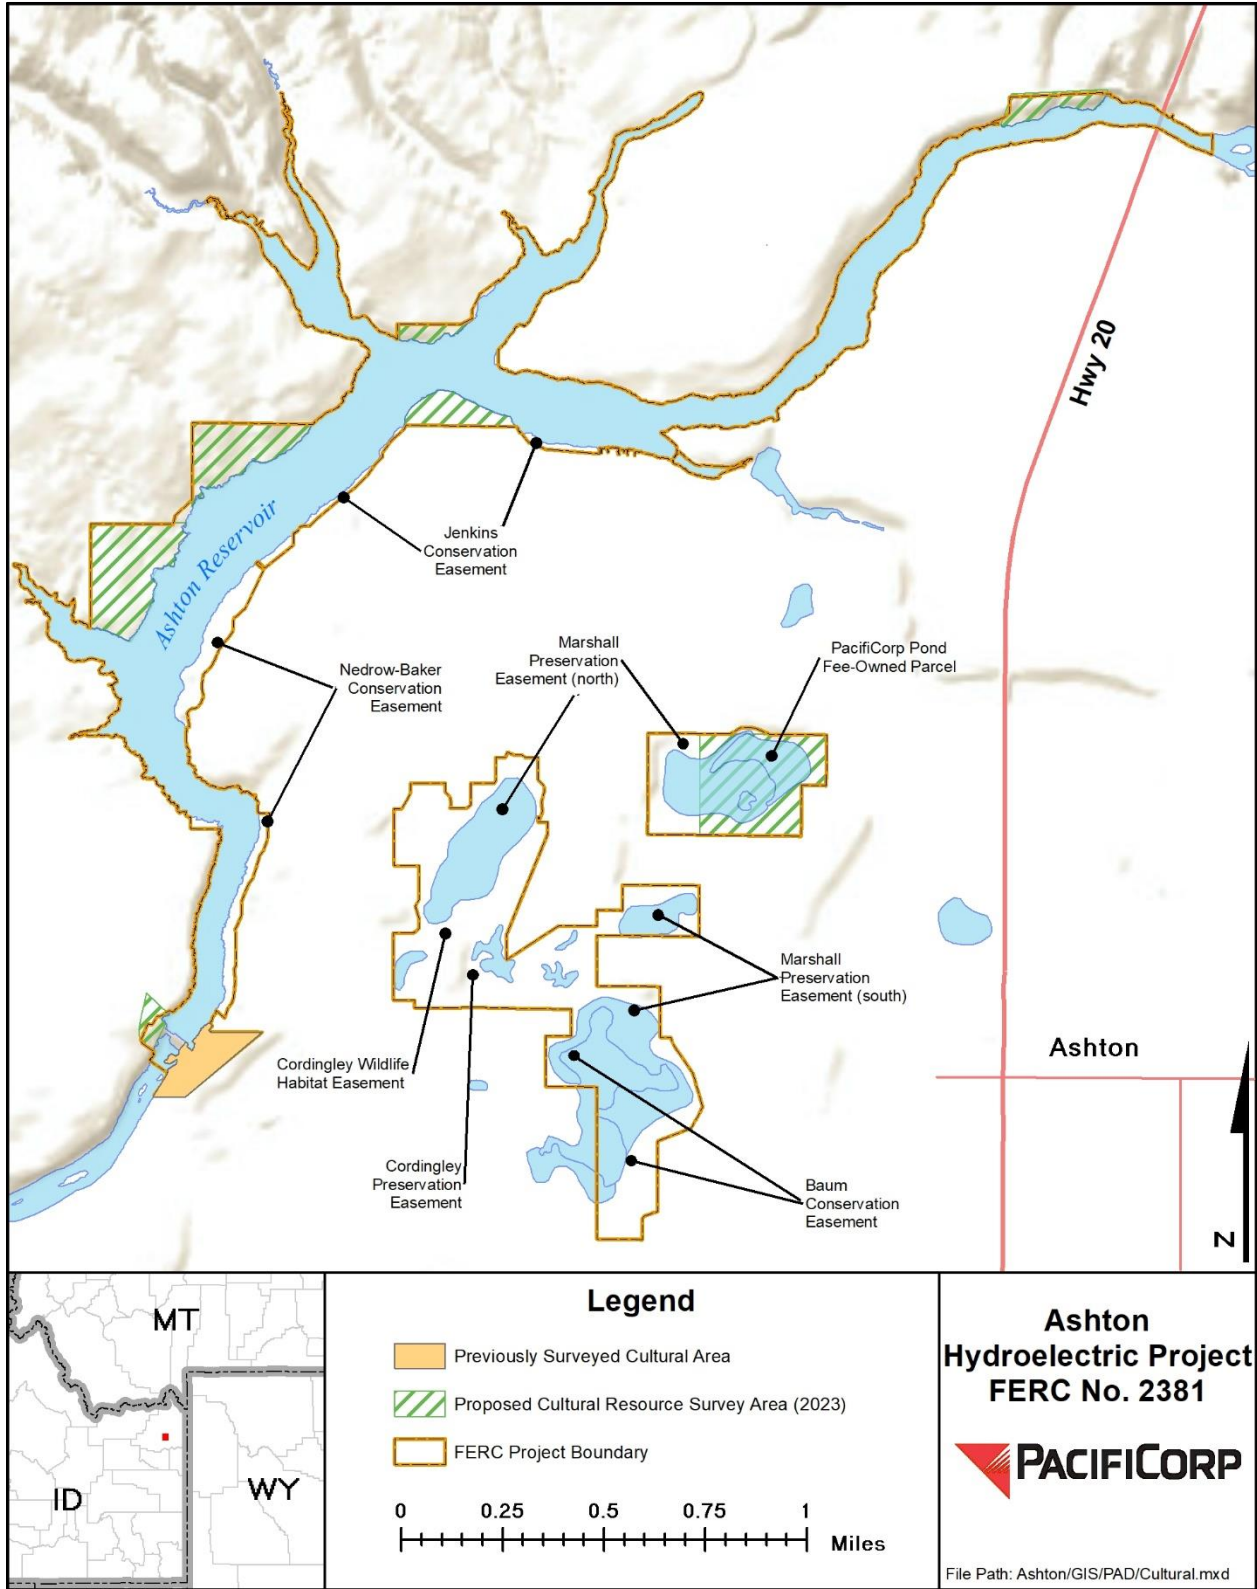 Hwy 20
Ashton Reservoir
Jenkins
Conservation
Easement
Marshall
Preservation
Easement (north)
PacifiCorp Pond
Fee-Owned Parcel
Nedrow-Baker
Conservation
Easement
Marshall
Preservation
Easement (south)
Ashton
Cordingley Wildlife
Habitat Easement
Cordingley
Preservation
Easement
Baum
Conservation
Easement
N
MT
ID
WY
Legend
Previously Surveyed Cultural Area
Proposed Cultural Resource Survey Area (2023)
FERC Project Boundary
0 0.25 0.5 0.75 1
Miles
Ashton
Hydroelectric Project
FERC No. 2381
PACIFICORP
File Path: Ashton/GIS/PAD/Cultural.mxd